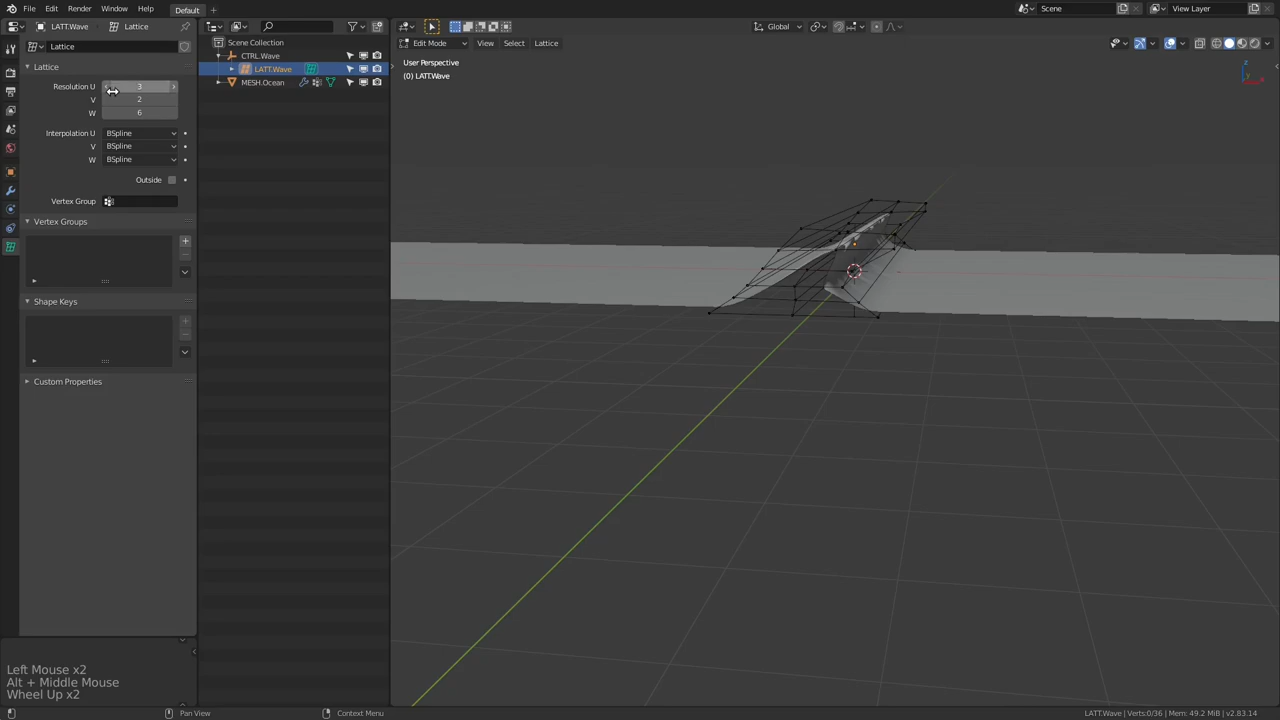 File Edit Render Window Help Default Scene View Layer
LATT.Wave Lattice
Global
Lattice
Edit Mode View Select Lattice
Scene Collection
CTRL.Wave
LATT.Wave
MESH.Ocean
User Perspective
(0) LATT.Wave
Z
Y
X
Lattice
Resolution U 3
V 2
W 6
Interpolation U BSpline
V BSpline
W BSpline
Outside
Vertex Group
Vertex Groups
Shape Keys
Custom Properties
Left Mouse x2
Alt + Middle Mouse
Wheel Up x2
Pan View Context Menu LATT.Wave | Verts:0/36 | Mem: 49.2 MiB | v2.83.14